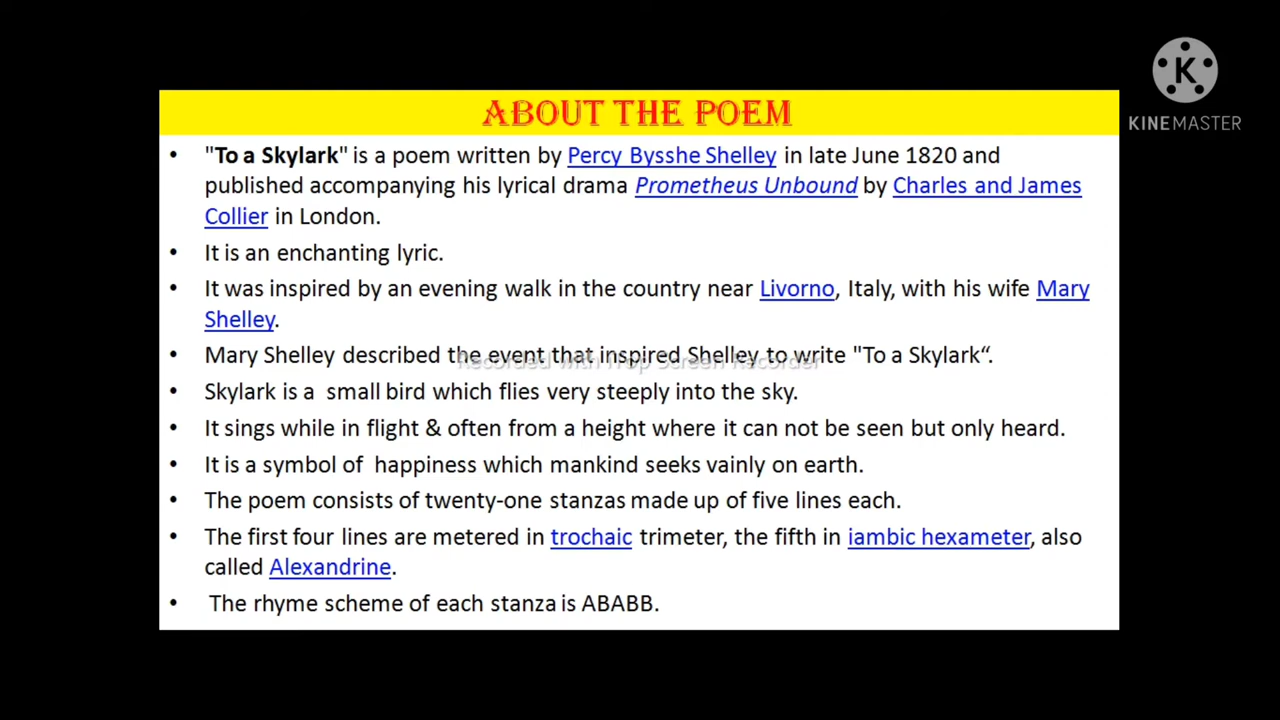 KINEMASTER
ABOUT THE POEM
• "To a Skylark" is a poem written by Percy Bysshe Shelley in late June 1820 and
published accompanying his lyrical drama Prometheus Unbound by Charles and James
Collier in London.
• It is an enchanting lyric.
• It was inspired by an evening walk in the country near Livorno, Italy, with his wife Mary
Shelley.
• Mary Shelley described the event that inspired Shelley to write "To a Skylark“.
Recorded with iTop Screen Recorder
• Skylark is a  small bird which flies very steeply into the sky.
• It sings while in flight & often from a height where it can not be seen but only heard.
• It is a symbol of  happiness which mankind seeks vainly on earth.
• The poem consists of twenty-one stanzas made up of five lines each.
• The first four lines are metered in trochaic trimeter, the fifth in iambic hexameter, also
called Alexandrine.
• The rhyme scheme of each stanza is ABABB.